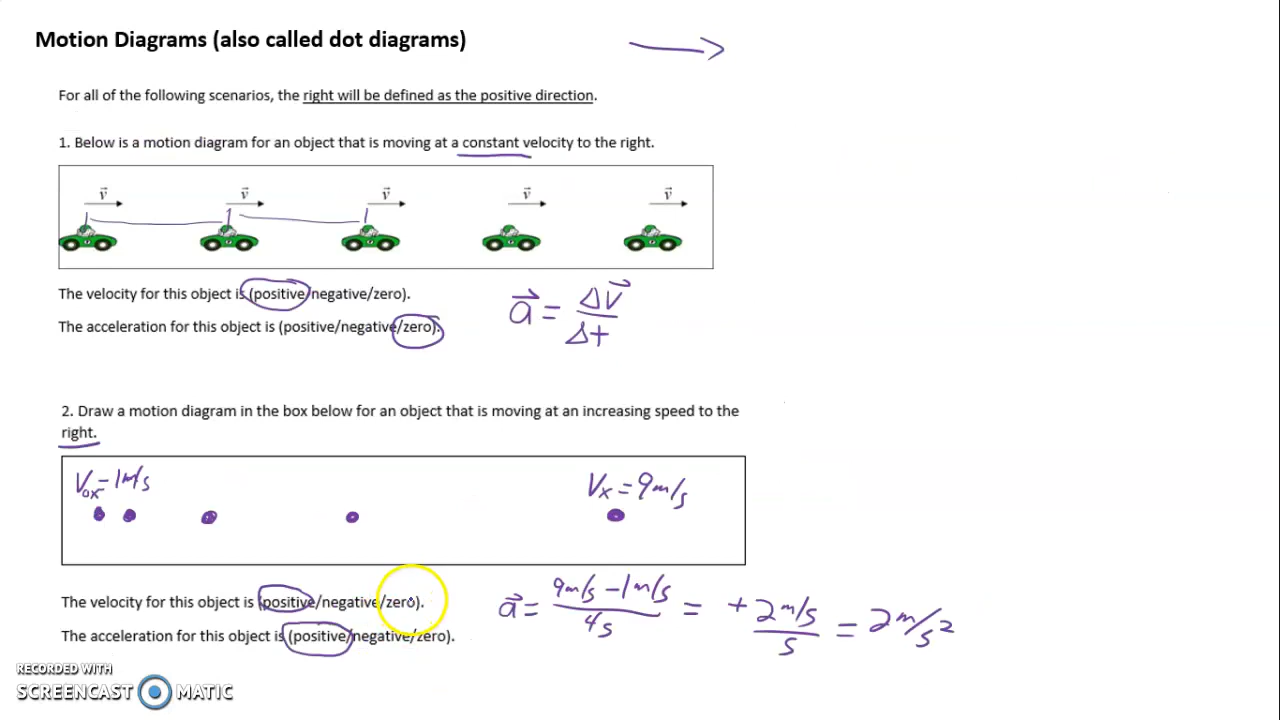 Motion Diagrams (also called dot diagrams)
For all of the following scenarios, the right will be defined as the positive direction.
1. Below is a motion diagram for an object that is moving at a constant velocity to the right.
v⃗ v⃗ v⃗ v⃗ v⃗
The velocity for this object is (positive/negative/zero).
The acceleration for this object is (positive/negative/zero).
a⃗ = Δv⃗/Δt
2. Draw a motion diagram in the box below for an object that is moving at an increasing speed to the
right.
Vox = 1m/s Vx = 9m/s
The velocity for this object is (positive/negative/zero).
The acceleration for this object is (positive/negative/zero).
a⃗ = 9m/s - 1m/s / 4s = + 2m/s / s = 2m/s²
RECORDED WITH
SCREENCAST MATIC